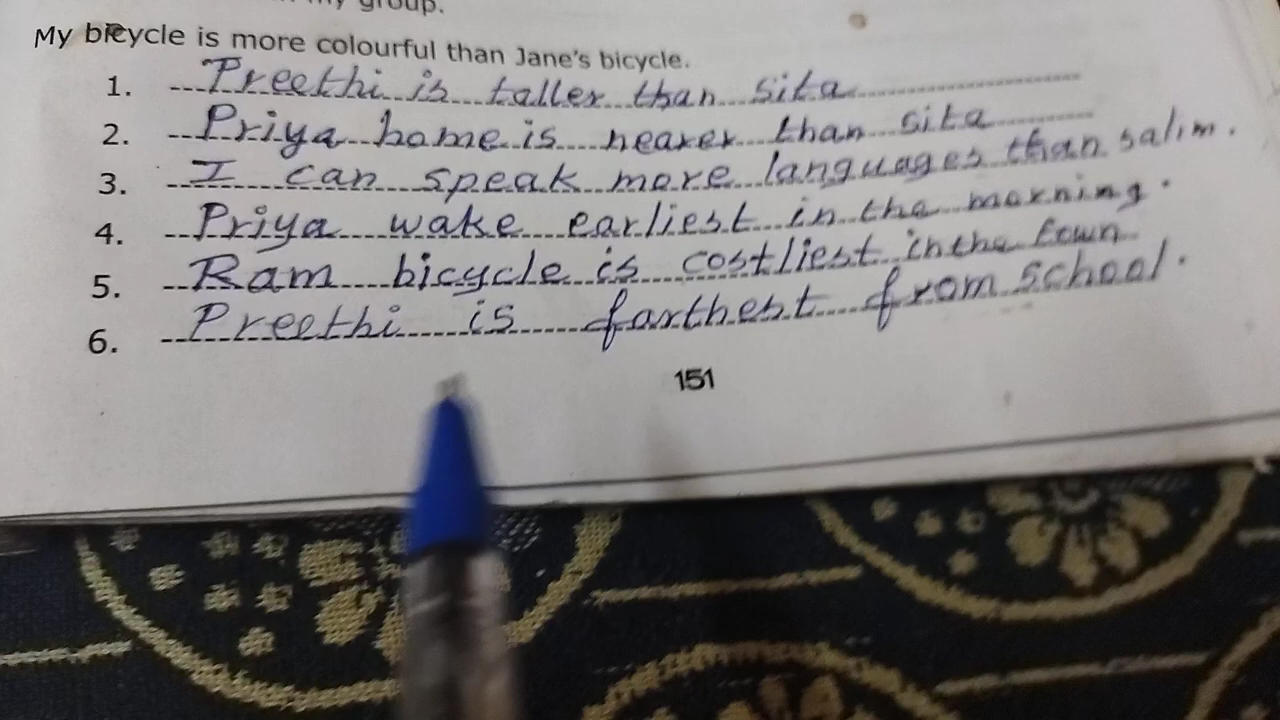 my group.
My bicycle is more colourful than Jane's bicycle.
1. Preethi is taller than sita
2. Priya home is nearer than sita
3. I can speak more languages than salim.
4. Priya wake earliest in the morning.
5. Ram bicycle is costliest in the town
6. Preethi is farthest from school.
151